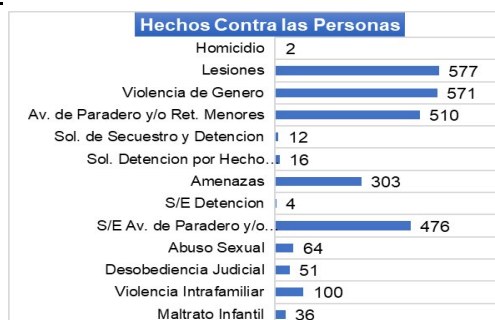 Hechos Contra las Personas
Homicidio 2
Lesiones 577
Violencia de Genero 571
Av. de Paradero y/o Ret. Menores 510
Sol. de Secuestro y Detencion 12
Sol. Detencion por Hecho... 16
Amenazas 303
S/E Detencion 4
S/E Av. de Paradero y/o... 476
Abuso Sexual 64
Desobediencia Judicial 51
Violencia Intrafamiliar 100
Maltrato Infantil 36